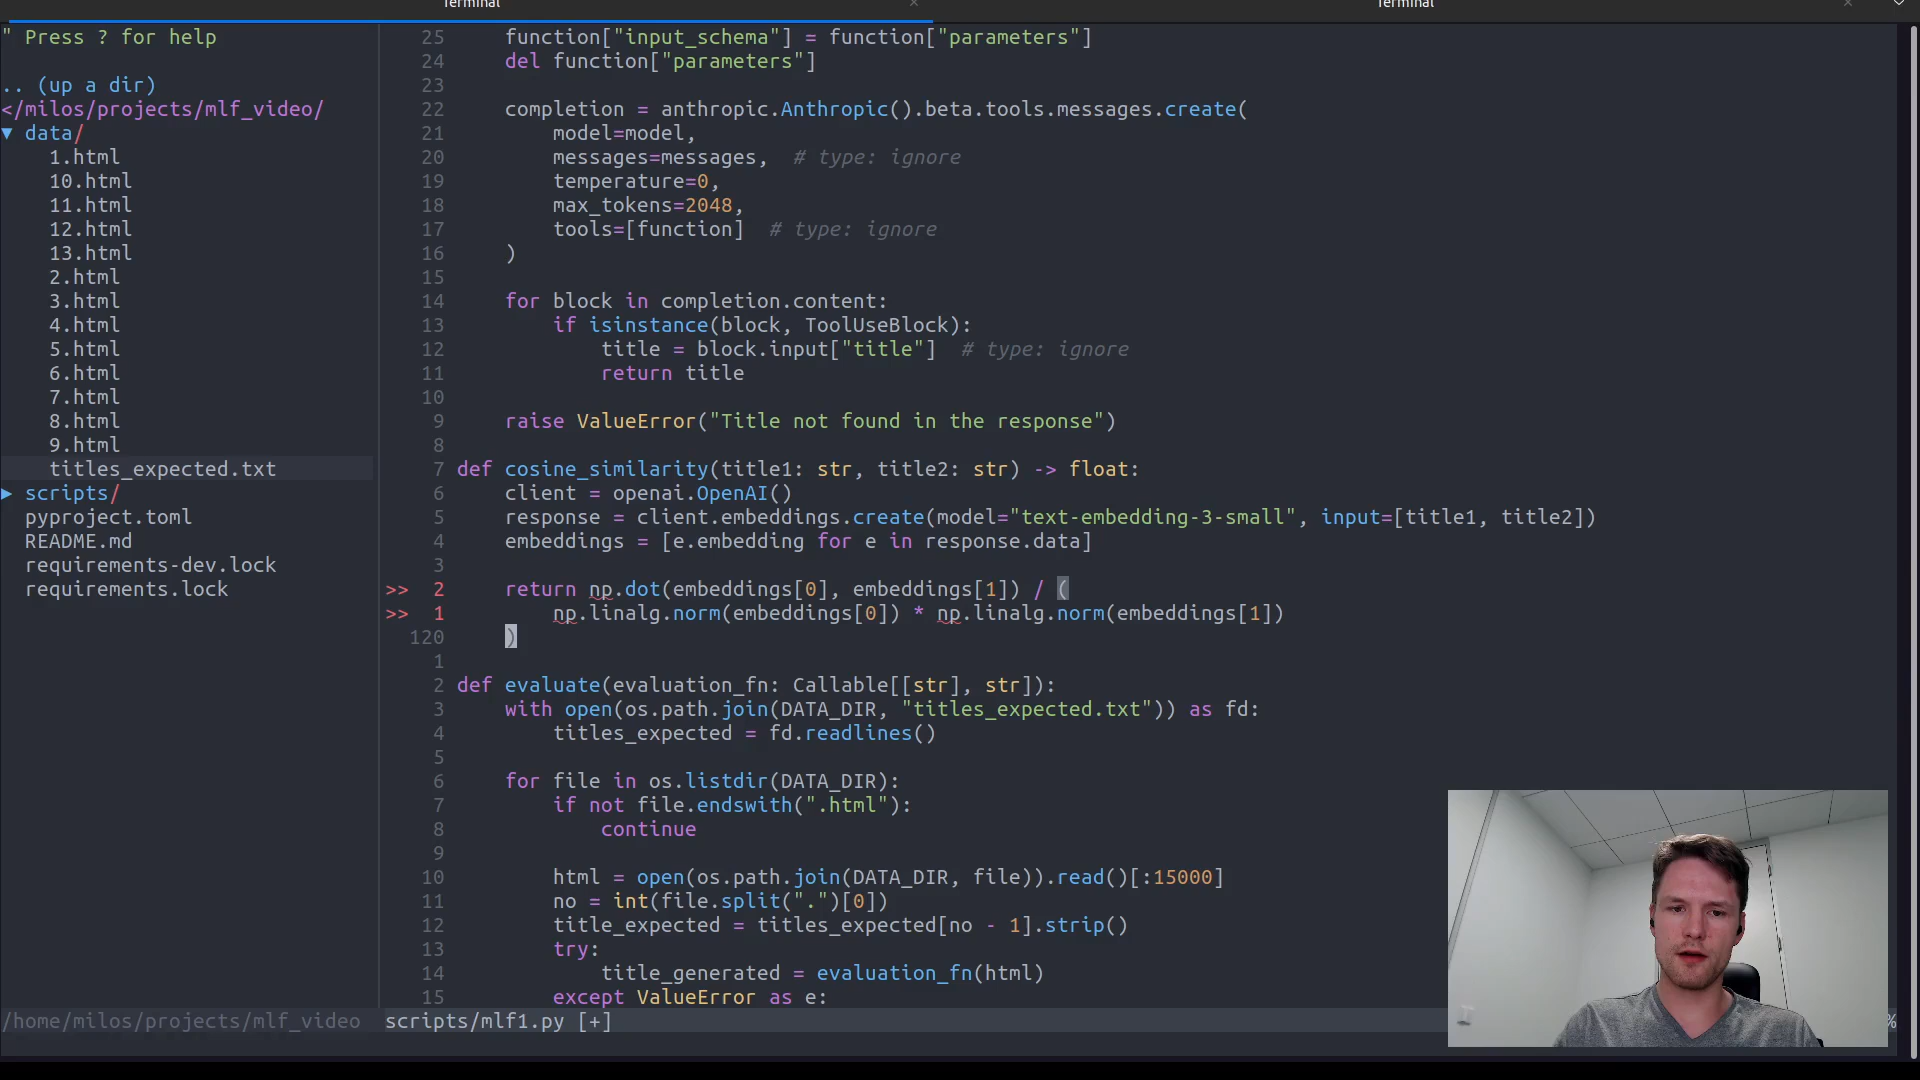 Terminal × Terminal ×
" Press ? for help
.. (up a dir)
</milos/projects/mlf_video/
▼ data/
1.html
10.html
11.html
12.html
13.html
2.html
3.html
4.html
5.html
6.html
7.html
8.html
9.html
titles_expected.txt
▶ scripts/
pyproject.toml
README.md
requirements-dev.lock
requirements.lock
/home/milos/projects/mlf_video
25 function["input_schema"] = function["parameters"]
24 del function["parameters"]
23
22 completion = anthropic.Anthropic().beta.tools.messages.create(
21 model=model,
20 messages=messages,  # type: ignore
19 temperature=0,
18 max_tokens=2048,
17 tools=[function]  # type: ignore
16 )
15
14 for block in completion.content:
13 if isinstance(block, ToolUseBlock):
12 title = block.input["title"]  # type: ignore
11 return title
10
9 raise ValueError("Title not found in the response")
8
7 def cosine_similarity(title1: str, title2: str) -> float:
6 client = openai.OpenAI()
5 response = client.embeddings.create(model="text-embedding-3-small", input=[title1, title2])
4 embeddings = [e.embedding for e in response.data]
3
>> 2 return np.dot(embeddings[0], embeddings[1]) / (
>> 1 np.linalg.norm(embeddings[0]) * np.linalg.norm(embeddings[1])
120 )
1
2 def evaluate(evaluation_fn: Callable[[str], str]):
3 with open(os.path.join(DATA_DIR, "titles_expected.txt")) as fd:
4 titles_expected = fd.readlines()
5
6 for file in os.listdir(DATA_DIR):
7 if not file.endswith(".html"):
8 continue
9
10 html = open(os.path.join(DATA_DIR, file)).read()[:15000]
11 no = int(file.split(".")[0])
12 title_expected = titles_expected[no - 1].strip()
13 try:
14 title_generated = evaluation_fn(html)
15 except ValueError as e:
scripts/mlf1.py [+] %